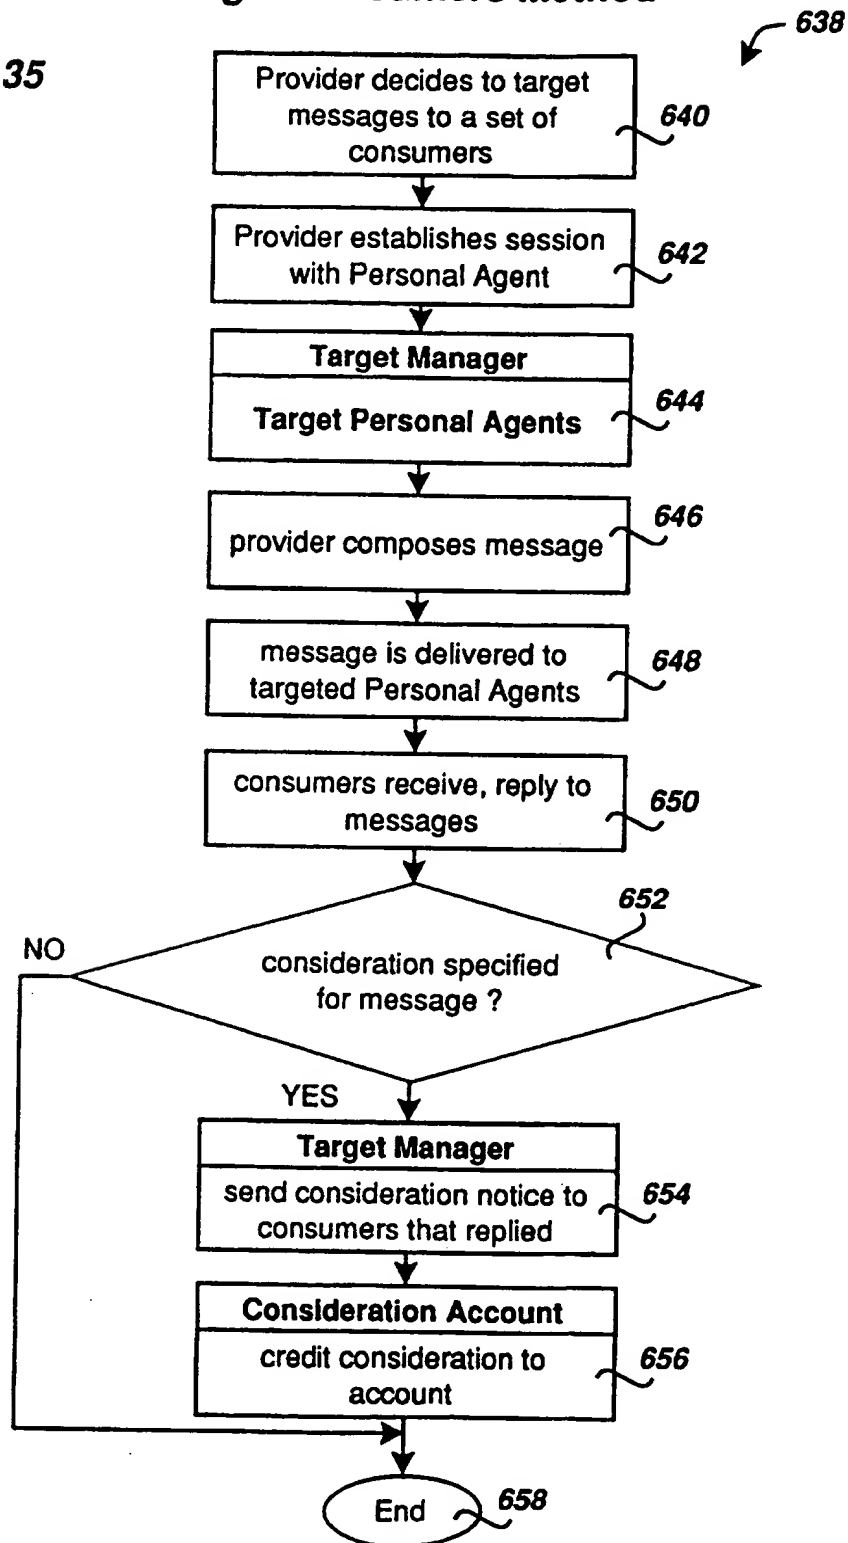 638
35
Provider decides to target
messages to a set of
consumers
640
Provider establishes session
with Personal Agent
642
Target Manager
Target Personal Agents
644
provider composes message
646
message is delivered to
targeted Personal Agents
648
consumers receive, reply to
messages
650
652
NO
consideration specified
for message ?
YES
Target Manager
send consideration notice to
consumers that replied
654
Consideration Account
credit consideration to
account
656
End
658